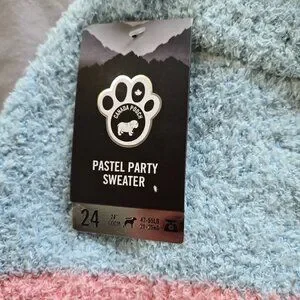 CANADA POOCH
PASTEL PARTY
SWEATER
24